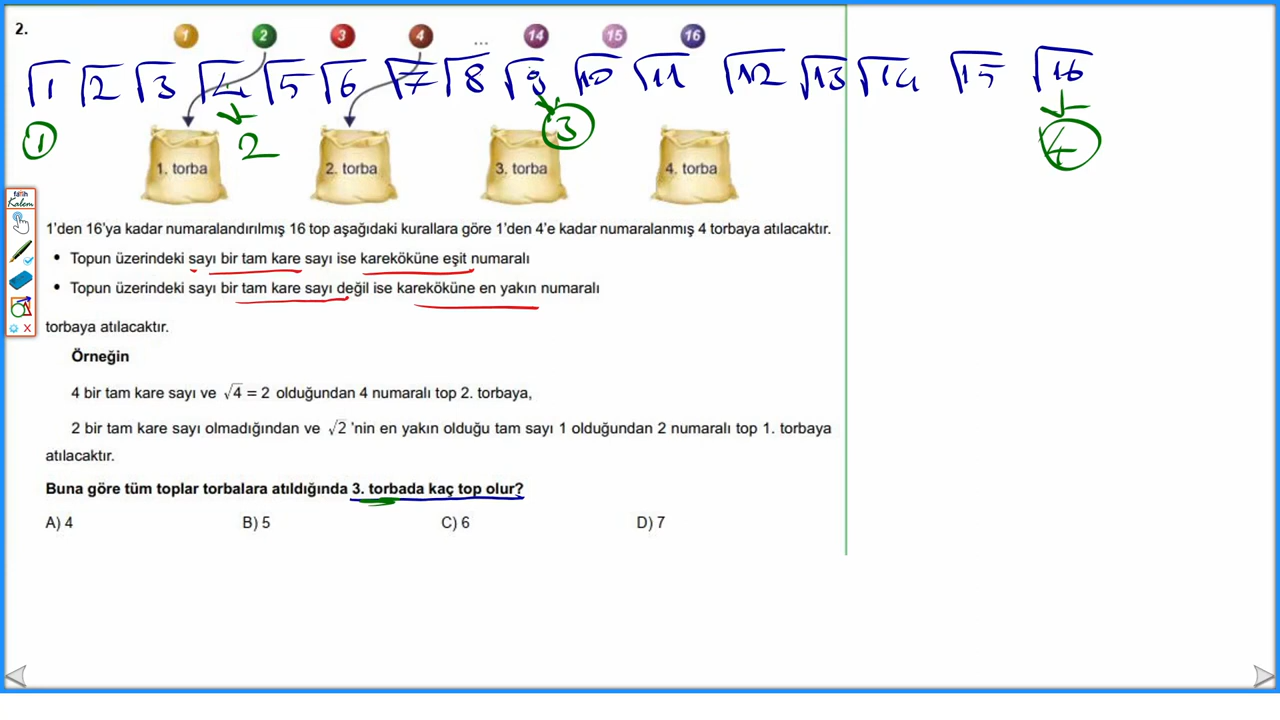 2.
1 2 3 4 ... 14 15 16
√1 √2 √3 √4 √5 √6 √7 √8 √9 √10 √11 √12 √13 √14 √15 √16
1 2 3 4
1. torba 2. torba 3. torba 4. torba
fatih
Kalem
1'den 16'ya kadar numaralandırılmış 16 top aşağıdaki kurallara göre 1'den 4'e kadar numaralanmış 4 torbaya atılacaktır.
• Topun üzerindeki sayı bir tam kare sayı ise kareköküne eşit numaralı
• Topun üzerindeki sayı bir tam kare sayı değil ise kareköküne en yakın numaralı
torbaya atılacaktır.
Örneğin
4 bir tam kare sayı ve √4 = 2 olduğundan 4 numaralı top 2. torbaya,
2 bir tam kare sayı olmadığından ve √2 'nin en yakın olduğu tam sayı 1 olduğundan 2 numaralı top 1. torbaya
atılacaktır.
Buna göre tüm toplar torbalara atıldığında 3. torbada kaç top olur?
A) 4 B) 5 C) 6 D) 7